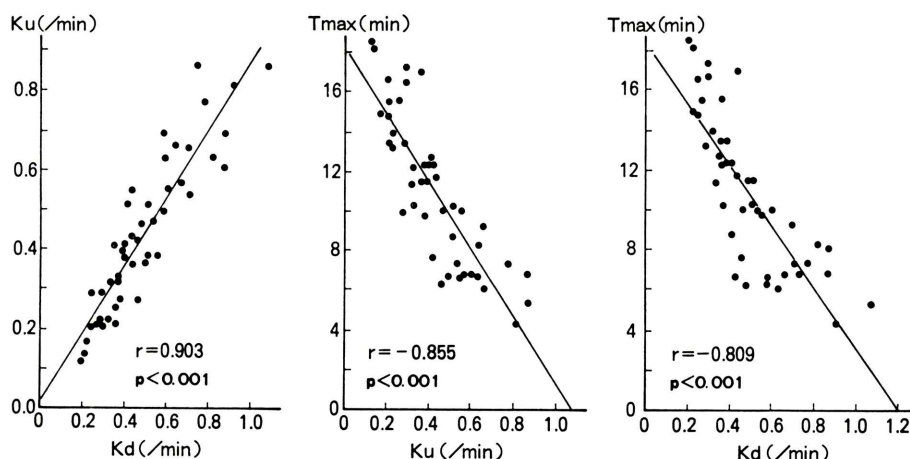 Ku(/min)
0.8
0.6
0.4
0.2
0.0
r=0.903
p<0.001
0 0.2 0.4 0.6 0.8 1.0
Kd(/min)
Tmax(min)
16
12
8
4
0
r=-0.855
p<0.001
0 0.2 0.4 0.6 0.8 1.0
Ku(/min)
Tmax(min)
16
12
8
4
0
r=-0.809
p<0.001
0 0.2 0.4 0.6 0.8 1.0 1.2
Kd(/min)